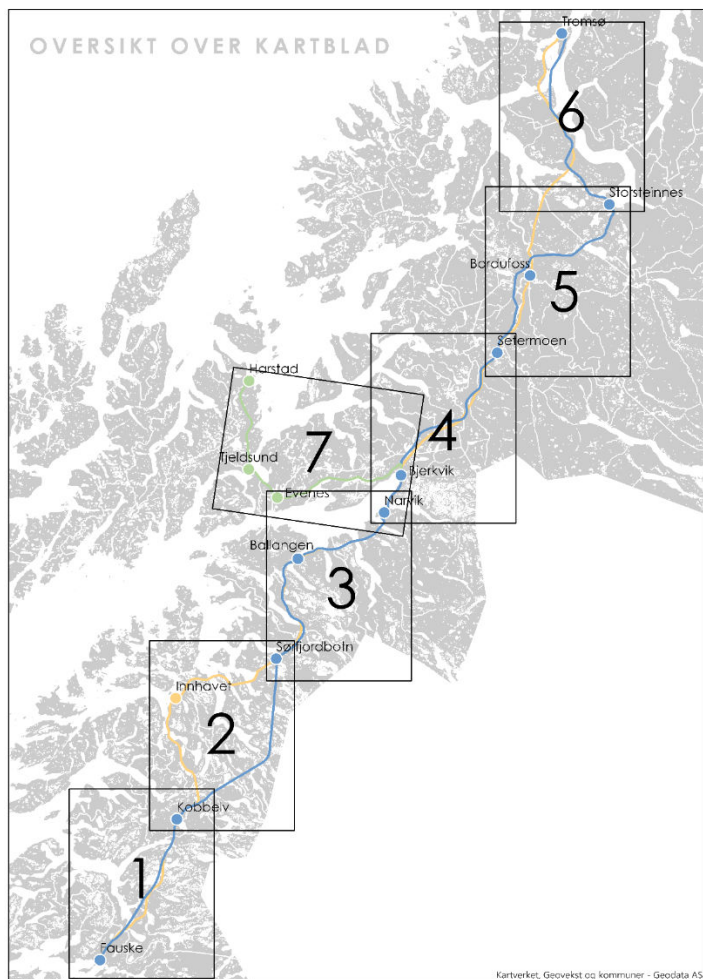 OVERSIKT OVER KARTBLAD
Tromsø
6
Storsteinnes
Bardufoss
5
Setermoen
Harstad
4
7
Tjeldsund
Bjerkvik
Evenes
Narvik
Ballangen
3
Sørfjordbotn
Innhavet
2
Kobbelv
1
Fauske
Kartverket, Geovekst og kommuner - Geodata AS